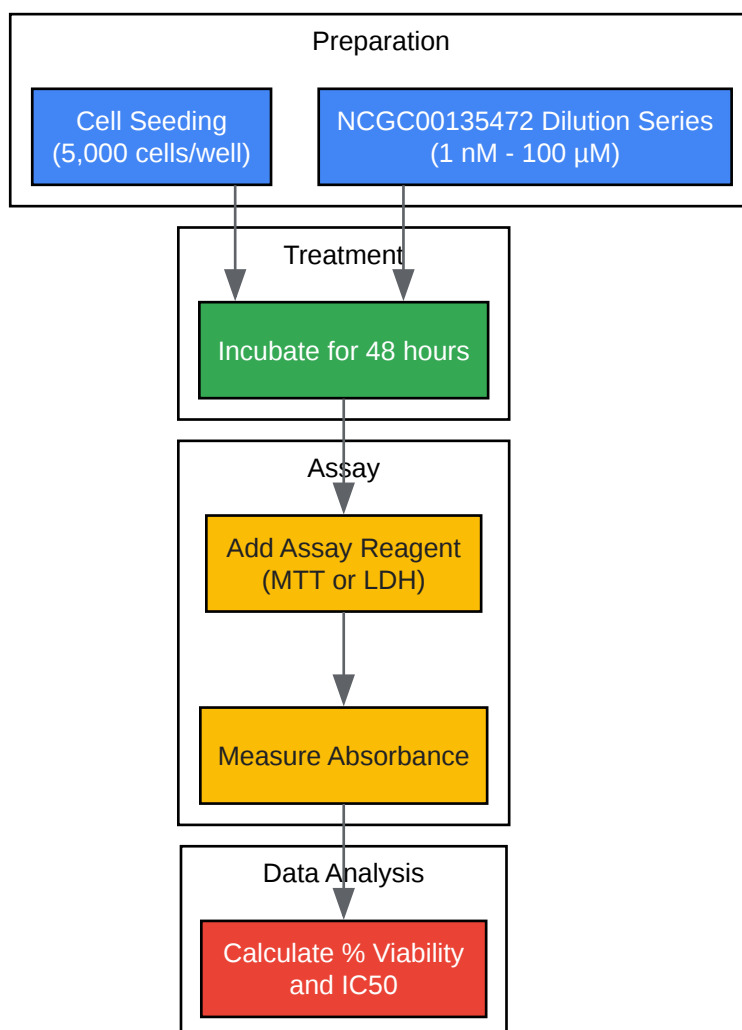 Preparation
Cell Seeding
(5,000 cells/well)
NCGC00135472 Dilution Series
(1 nM - 100 µM)
Treatment
Incubate for 48 hours
Assay
Add Assay Reagent
(MTT or LDH)
Measure Absorbance
Data Analysis
Calculate % Viability
and IC50